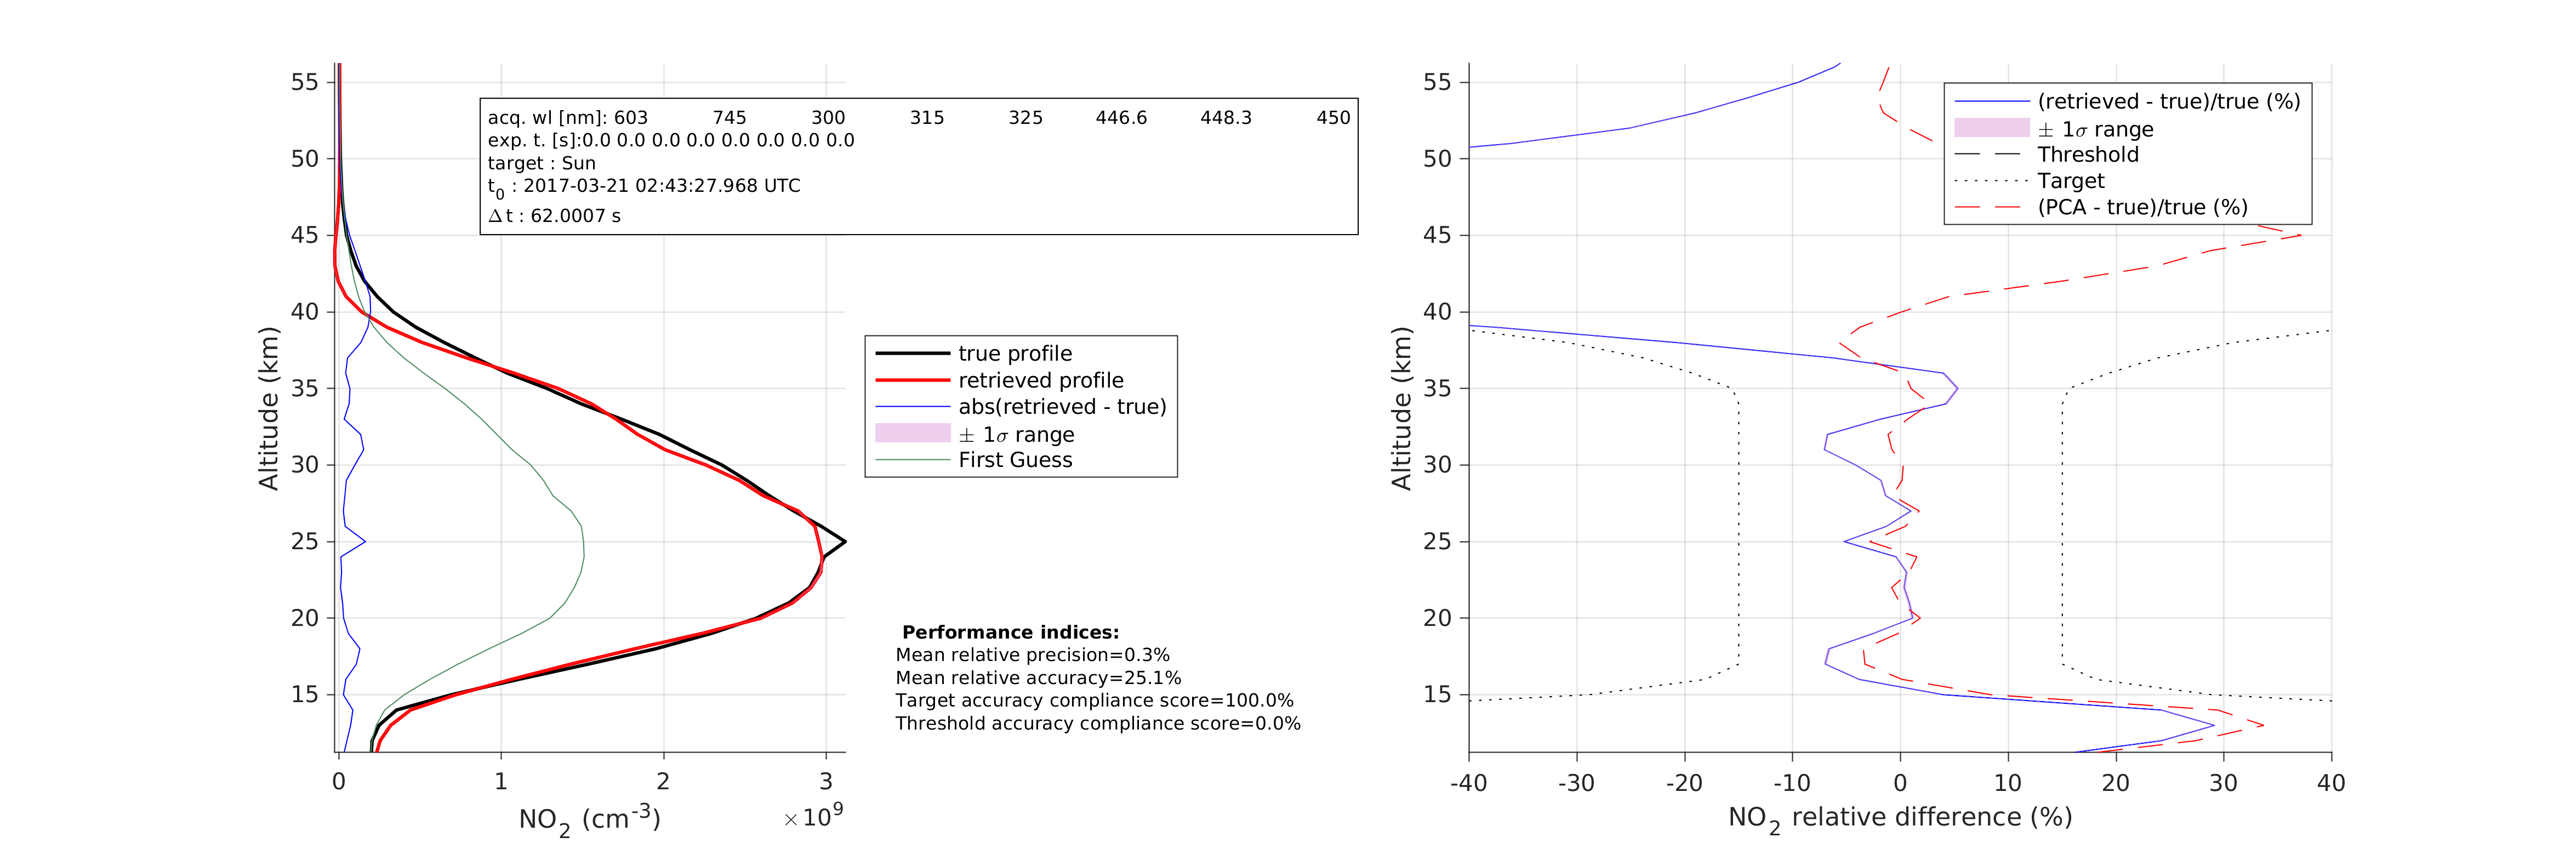 55
50
45
40
35
30
25
20
15
Altitude (km)
0 1 2 3
NO2 (cm-3)
×10^9
acq. wl [nm]: 603 745 300 315 325 446.6 448.3 450
exp. t. [s]:0.0 0.0 0.0 0.0 0.0 0.0 0.0 0.0
target : Sun
t0 : 2017-03-21 02:43:27.968 UTC
Δt : 62.0007 s
true profile
retrieved profile
abs(retrieved - true)
± 1σ range
First Guess
Performance indices:
Mean relative precision=0.3%
Mean relative accuracy=25.1%
Target accuracy compliance score=100.0%
Threshold accuracy compliance score=0.0%
55
50
45
40
35
30
25
20
15
Altitude (km)
-40 -30 -20 -10 0 10 20 30 40
NO2 relative difference (%)
(retrieved - true)/true (%)
± 1σ range
Threshold
Target
(PCA - true)/true (%)